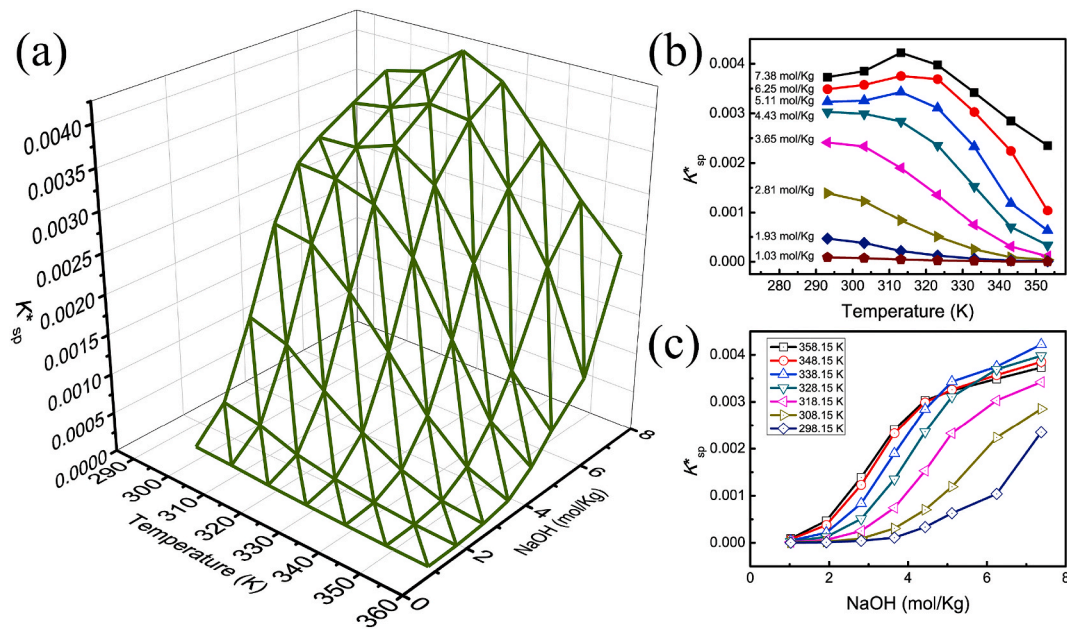 (a)
0.0040
0.0035
0.0030
0.0025
0.0020
0.0015
0.0010
0.0005
0.0000
K*sp
290
300
310
320
330
340
350
360
Temperature (K)
0
2
4
6
8
NaOH (mol/Kg)
(b)
0.004
0.003
0.002
0.001
0.000
K*sp
7.38 mol/Kg
6.25 mol/Kg
5.11 mol/Kg
4.43 mol/Kg
3.65 mol/Kg
2.81 mol/Kg
1.93 mol/Kg
1.03 mol/Kg
280 290 300 310 320 330 340 350
Temperature (K)
(c)
0.004
0.003
0.002
0.001
0.000
K*sp
358.15 K
348.15 K
338.15 K
328.15 K
318.15 K
308.15 K
298.15 K
0 2 4 6 8
NaOH (mol/Kg)